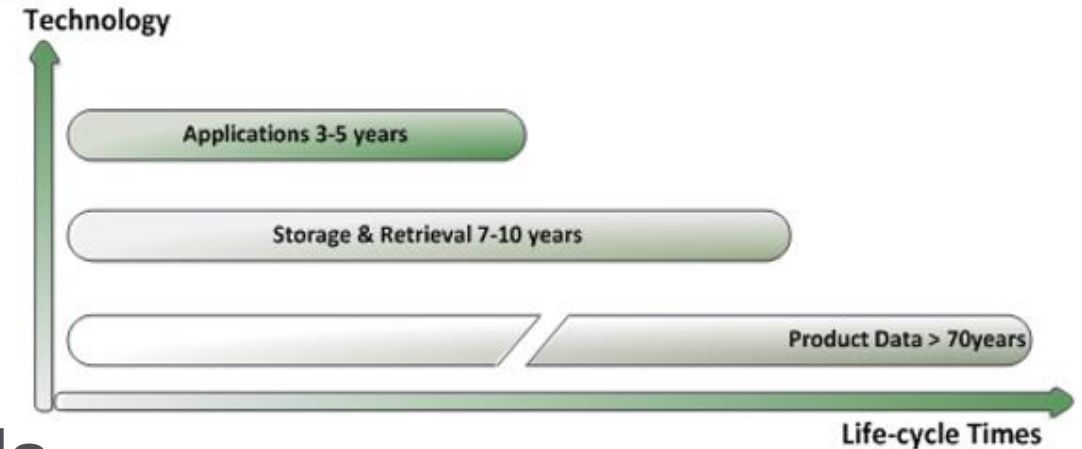 Technology
Applications 3-5 years
Storage & Retrieval 7-10 years
Product Data > 70years
Life-cycle Times